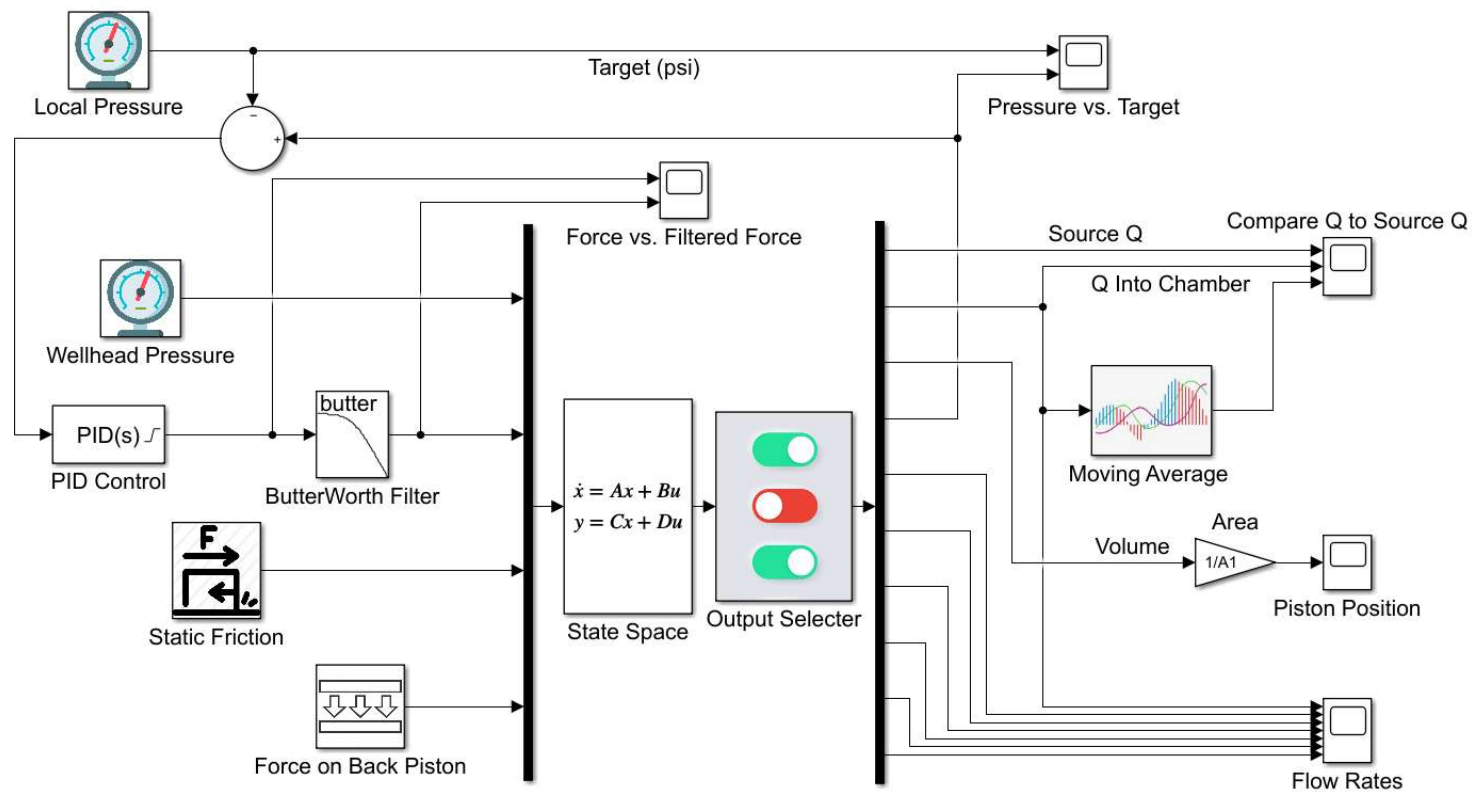 Local Pressure
Target (psi)
Pressure vs. Target
−
+
Force vs. Filtered Force
Source Q
Compare Q to Source Q
Q Into Chamber
Wellhead Pressure
butter
PID(s)
PID Control
ButterWorth Filter
Moving Average
ẋ = Ax + Bu
y = Cx + Du
F
Static Friction
State Space
Output Selecter
Area
Volume
1/A1
Piston Position
Force on Back Piston
Flow Rates